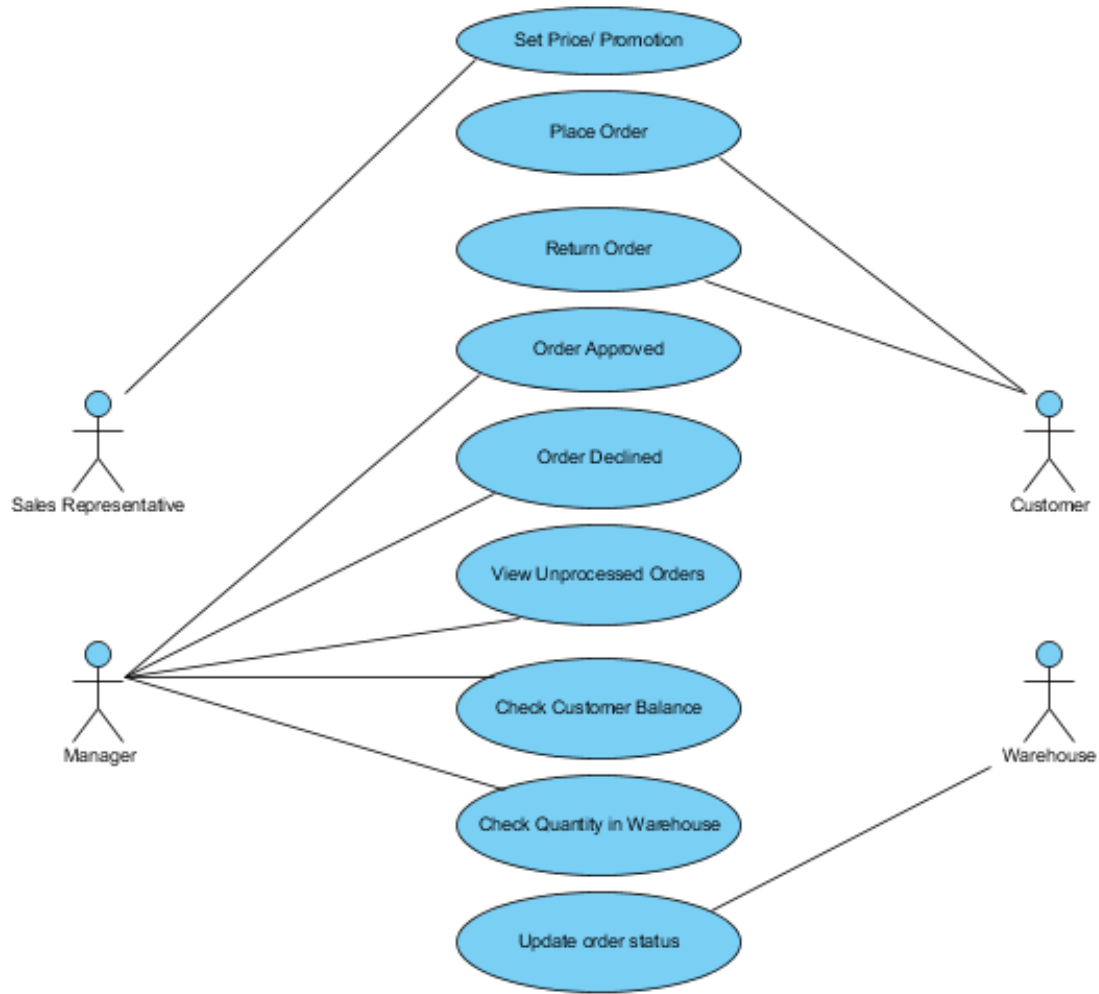 Set Price/ Promotion
Place Order
Return Order
Order Approved
Order Declined
Sales Representative
Customer
View Unprocessed Orders
Check Customer Balance
Manager
Warehouse
Check Quantity in Warehouse
Update order status